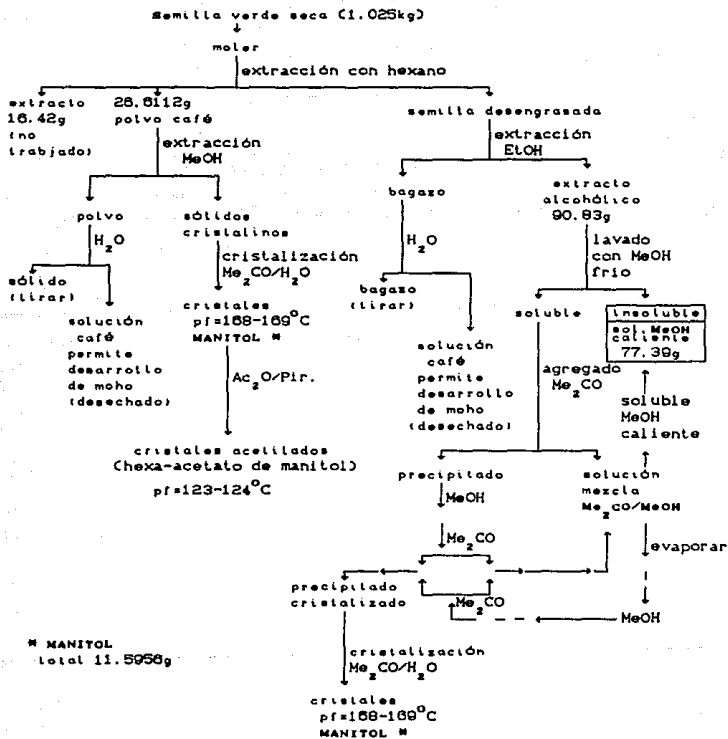 Semilla verde seca (1.025kg)
moler
extracción con hexano
extracto
16.42g
(no
trabjado)
26.6112g
polvo café
extracción
MeOH
polvo
H2O
sólido
(tirar)
solución
café
permite
desarrollo
de moho
(desechado)
sólidos
cristalinos
cristalización
Me2CO/H2O
cristales
pf=168-169°C
MANITOL *
Ac2O/Pir.
cristales acetilados
(hexa-acetato de manitol)
pf=123-124°C
semilla desengrasada
extracción
EtOH
bagazo
H2O
bagazo
(tirar)
solución
café
permite
desarrollo
de moho
(desechado)
extracto
alcohólico
90.83g
lavado
con MeOH
frio
soluble
insoluble
sol. MeOH
caliente
77.39g
agregado
Me2CO
soluble
MeOH
caliente
precipitado
MeOH
Me2CO
solución
mezcla
Me2CO/MeOH
evaporar
MeOH
Me2CO
precipitado
cristalizado
cristalización
Me2CO/H2O
cristales
pf=168-169°C
MANITOL *
* MANITOL
total 11.5956g